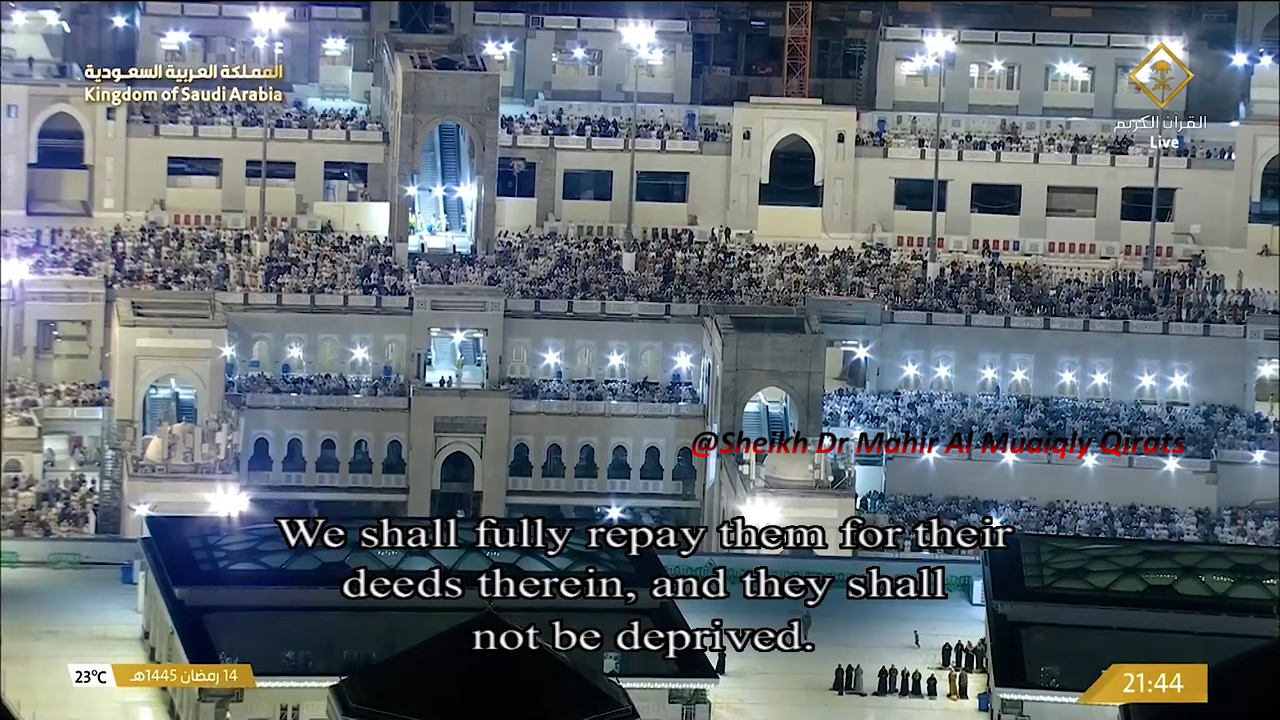 المملكة العربية السعودية
Kingdom of Saudi Arabia
القرآن الكريم
Live
@Sheikh Dr Mahir Al Muaiqly Qirats
We shall fully repay them for their
deeds therein, and they shall
not be deprived.
23°C
14 رمضان 1445هـ
21:44